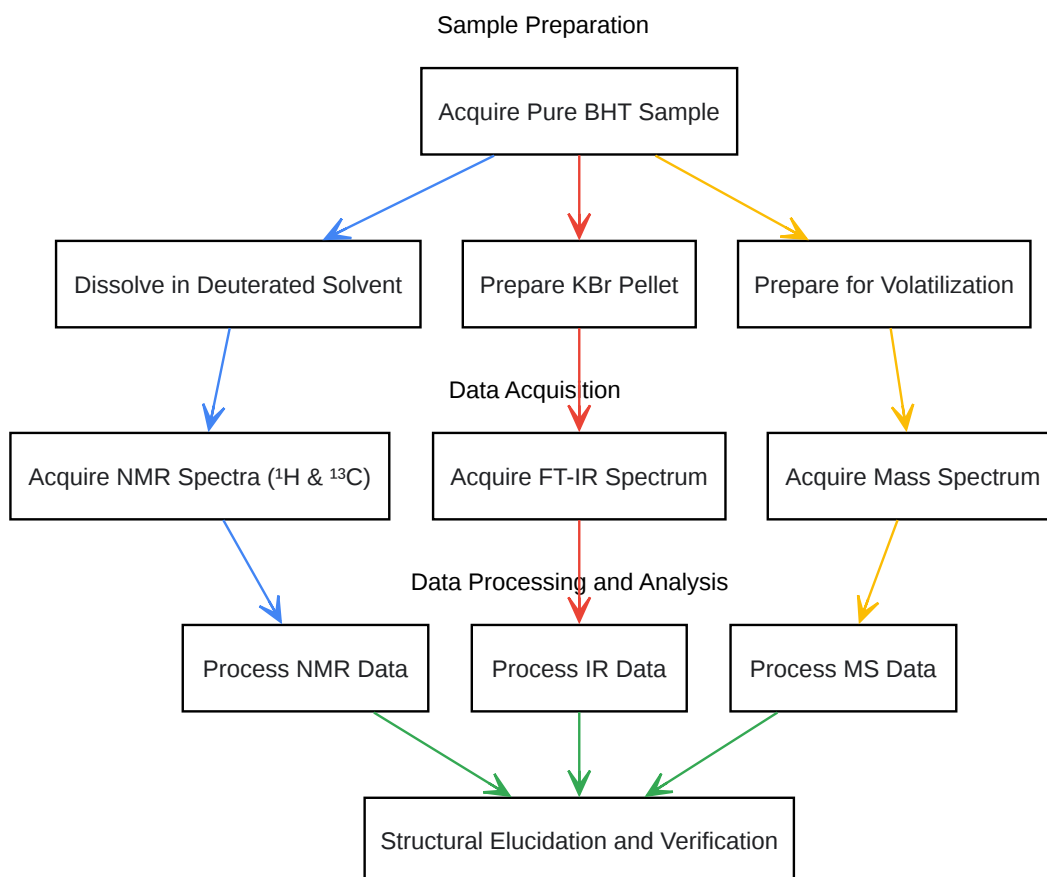 Sample Preparation
Acquire Pure BHT Sample
Dissolve in Deuterated Solvent
Prepare KBr Pellet
Prepare for Volatilization
Data Acquisition
Acquire NMR Spectra (¹H & ¹³C)
Acquire FT-IR Spectrum
Acquire Mass Spectrum
Data Processing and Analysis
Process NMR Data
Process IR Data
Process MS Data
Structural Elucidation and Verification